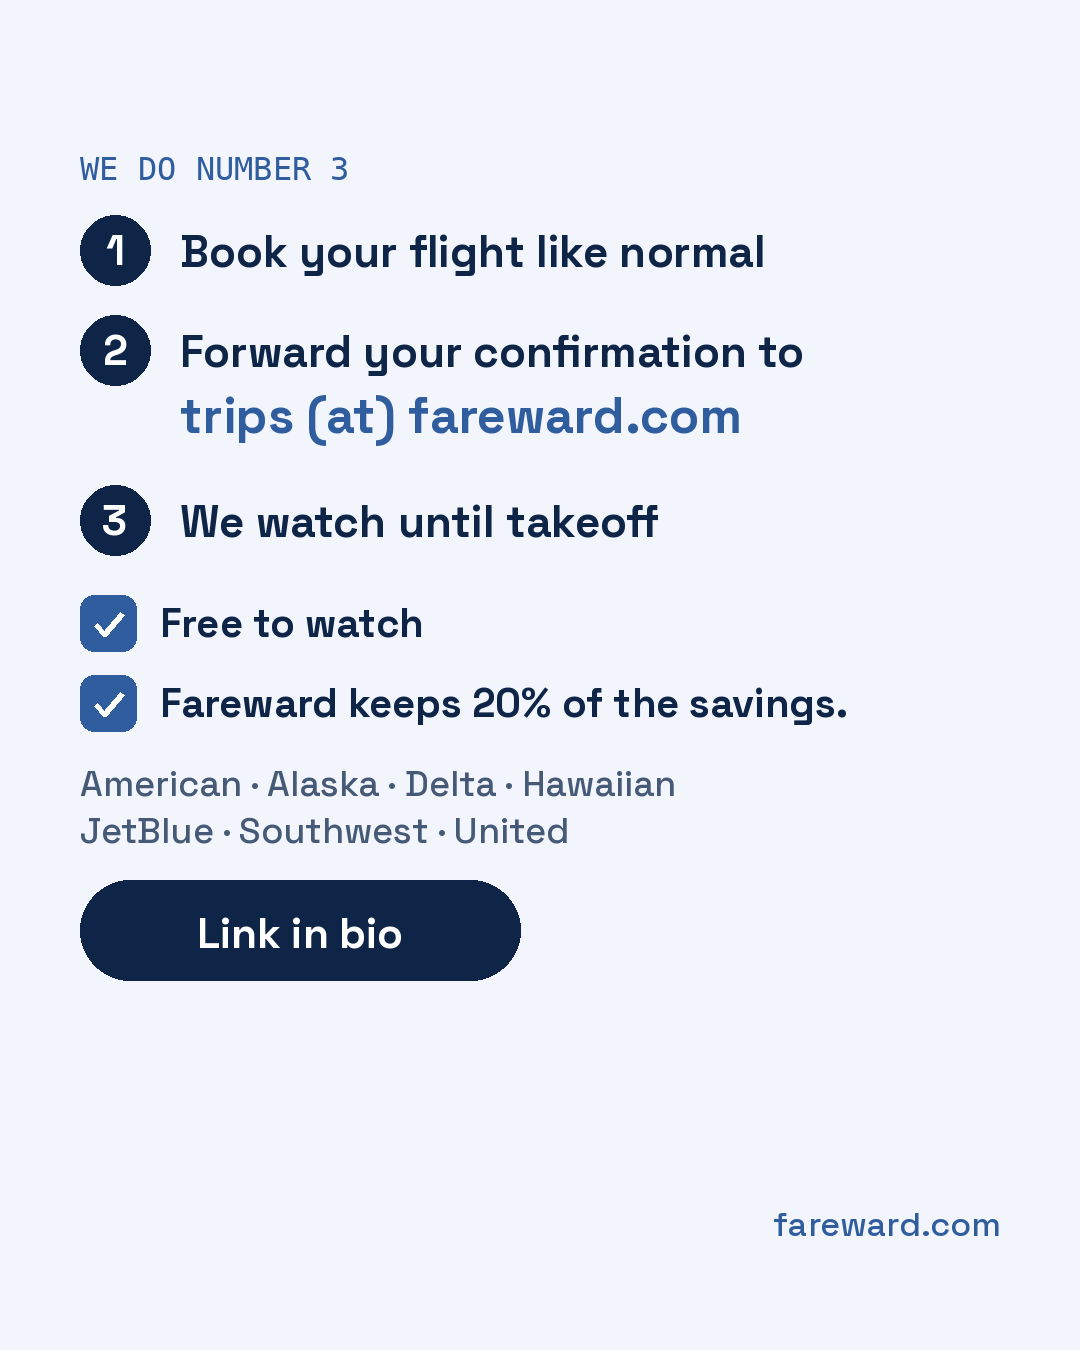 WE DO NUMBER 3
1 Book your flight like normal
2 Forward your confirmation to
trips (at) fareward.com
3 We watch until takeoff
Free to watch
Fareward keeps 20% of the savings.
American · Alaska · Delta · Hawaiian
JetBlue · Southwest · United
Link in bio
fareward.com